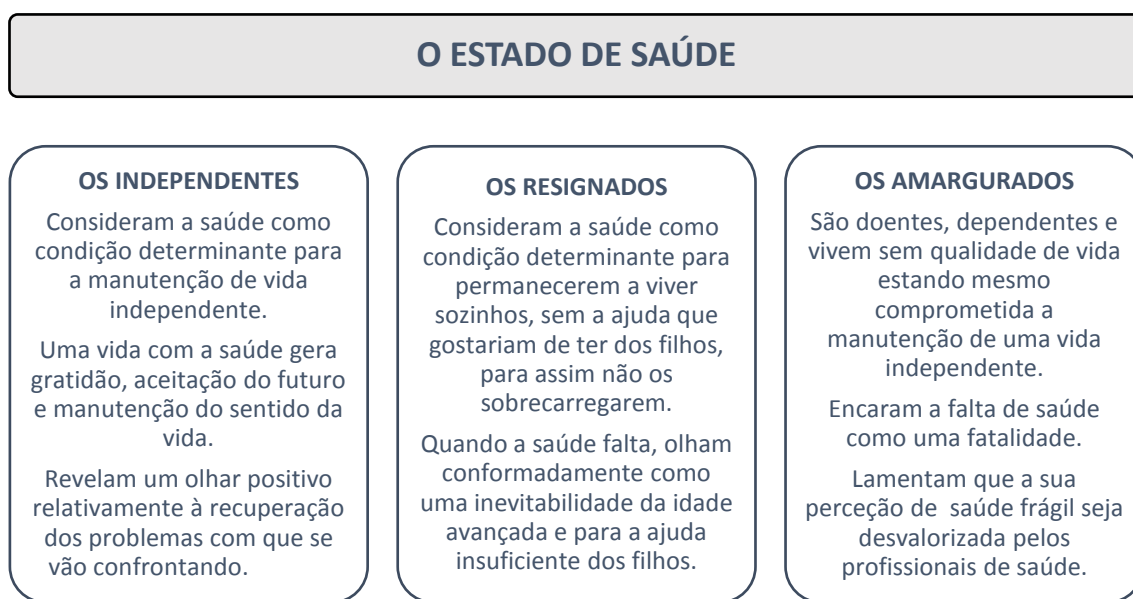 O ESTADO DE SAÚDE
OS INDEPENDENTES
Consideram a saúde como
condição determinante para
a manutenção de vida
independente.
Uma vida com a saúde gera
gratidão, aceitação do futuro
e manutenção do sentido da
vida.
Revelam um olhar positivo
relativamente à recuperação
dos problemas com que se
vão confrontando.
OS RESIGNADOS
Consideram a saúde como
condição determinante para
permanecerem a viver
sozinhos, sem a ajuda que
gostariam de ter dos filhos,
para assim não os
sobrecarregarem.
Quando a saúde falta, olham
conformadamente como
uma inevitabilidade da idade
avançada e para a ajuda
insuficiente dos filhos.
OS AMARGURADOS
São doentes, dependentes e
vivem sem qualidade de vida
estando mesmo
comprometida a
manutenção de uma vida
independente.
Encaram a falta de saúde
como uma fatalidade.
Lamentam que a sua
perceção de saúde frágil seja
desvalorizada pelos
profissionais de saúde.